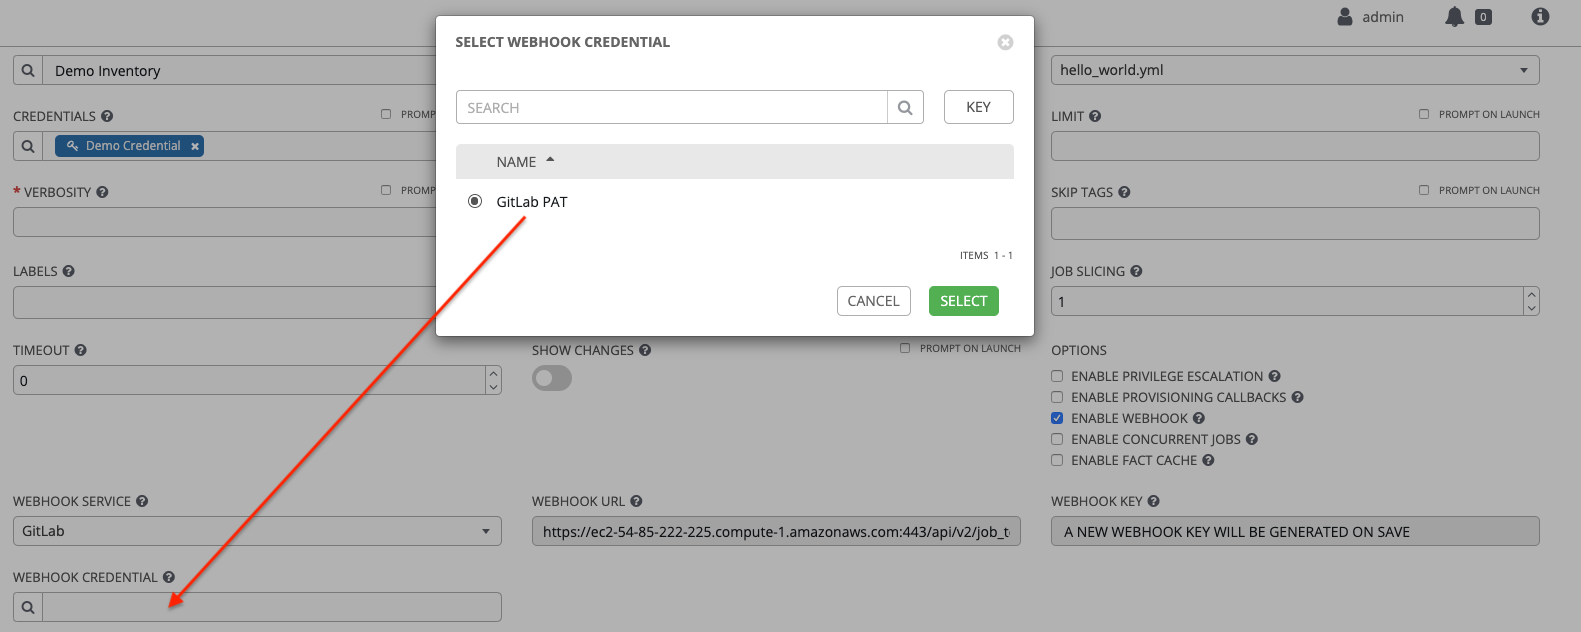 admin
0
SELECT WEBHOOK CREDENTIAL
Demo Inventory
hello_world.yml
SEARCH
KEY
CREDENTIALS
PROMP
Demo Credential
LIMIT
PROMPT ON LAUNCH
NAME
* VERBOSITY
PROMP
GitLab PAT
SKIP TAGS
PROMPT ON LAUNCH
ITEMS 1 - 1
LABELS
JOB SLICING
CANCEL
SELECT
1
TIMEOUT
SHOW CHANGES
PROMPT ON LAUNCH
OPTIONS
0
ENABLE PRIVILEGE ESCALATION
ENABLE PROVISIONING CALLBACKS
ENABLE WEBHOOK
ENABLE CONCURRENT JOBS
ENABLE FACT CACHE
WEBHOOK SERVICE
WEBHOOK URL
WEBHOOK KEY
GitLab
https://ec2-54-85-222-225.compute-1.amazonaws.com:443/api/v2/job_t
A NEW WEBHOOK KEY WILL BE GENERATED ON SAVE
WEBHOOK CREDENTIAL